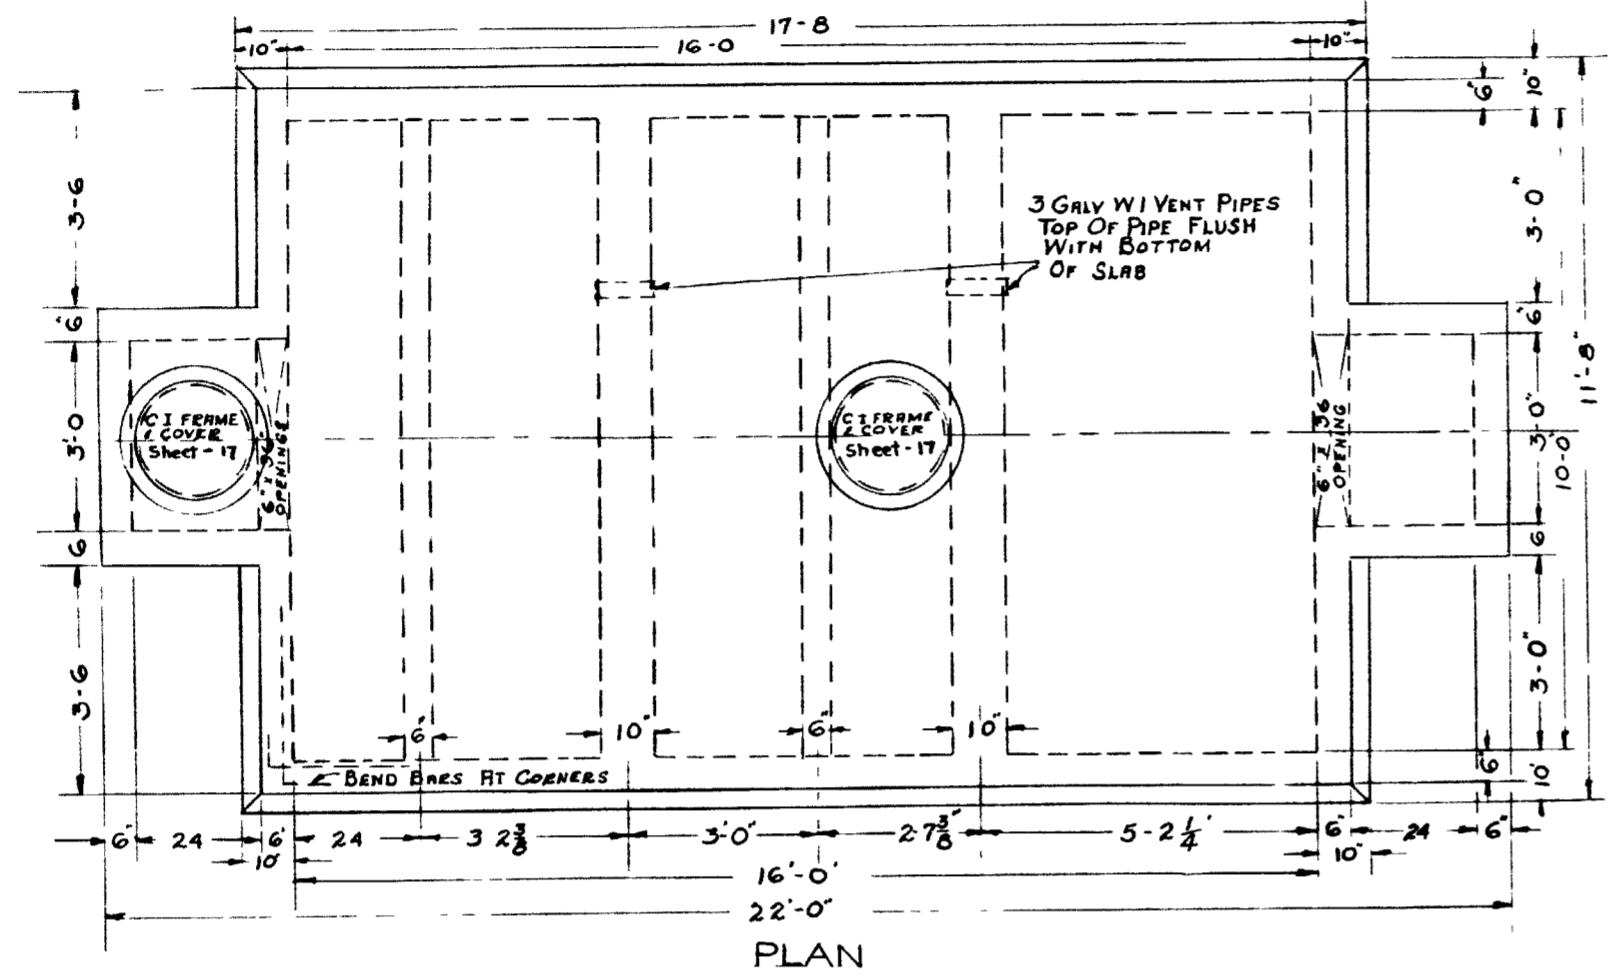 17-8
10" 16-0 10"
6" 10"
3-6
3-0"
3 GALV W I VENT PIPES
TOP OF PIPE FLUSH
WITH BOTTOM
OF SLAB
6" 6"
11'-8"
3'-0
C I FRAME
& COVER
Sheet - 17
6" X 36"
OPENINGS
C I FRAME
& COVER
Sheet - 17
6" X 36
OPENING
3-0"
10'-0"
6 6"
3-6
3-0"
6" 10" 6" 10"
6"
10'
BEND BARS AT CORNERS
6" 24 6' 24 3 2 3/8 3'-0" 2-7 3/8" 5-2 1/4' 6" 24 6"
10' 10"
16'-0'
22'-0"
PLAN